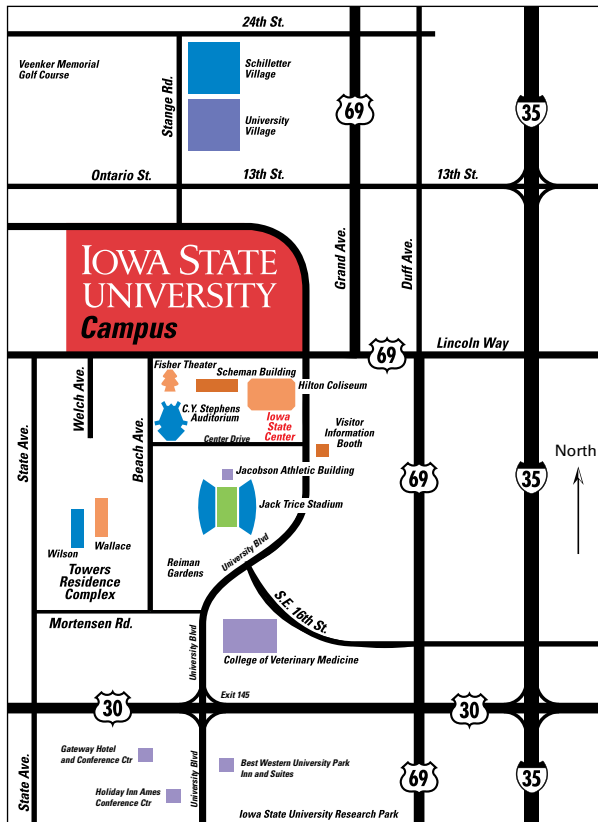 24th St.
Veenker Memorial
Golf Course
Stange Rd.
Schilletter
Village
University
Village
69
35
Ontario St.
13th St.
13th St.
Grand Ave.
Duff Ave.
IOWA STATE
UNIVERSITY
Campus
Lincoln Way
69
Fisher Theater
Scheman Building
Hilton Coliseum
C.Y. Stephens
Auditorium
Iowa
State
Center
Center Drive
Visitor
Information
Booth
State Ave.
Welch Ave.
Beach Ave.
North
Jacobson Athletic Building
69
35
Jack Trice Stadium
Wilson
Wallace
Towers
Residence
Complex
Reiman
Gardens
University Blvd
S.E. 16th St.
Mortensen Rd.
University Blvd
College of Veterinary Medicine
Exit 145
30
30
State Ave.
Gateway Hotel
and Conference Ctr
University Blvd
Best Western University Park
Inn and Suites
69
35
Holiday Inn Ames
Conference Ctr
Iowa State University Research Park